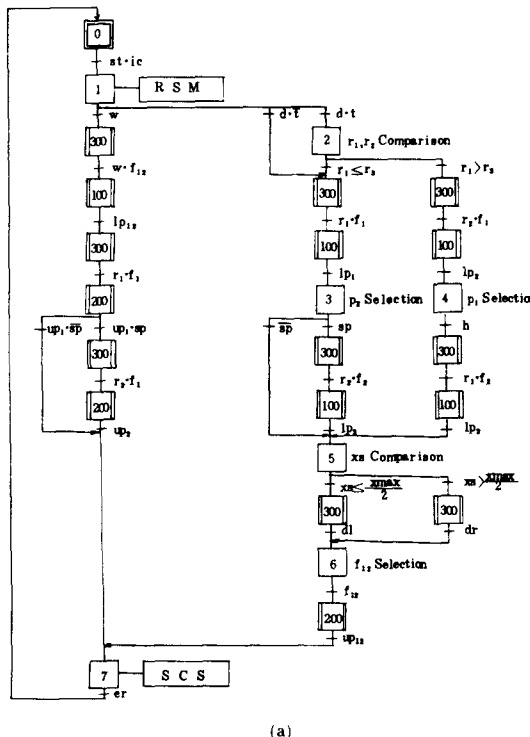 0
st·ic
1
R S M
w
d·t̅
d·t
300
2
r₁,r₂ Comparison
w·f₁₂
r₁≤r₃
r₁>r₃
100
300
300
lp₁₂
r₁·f₁
r₂·f₁
300
100
100
r₁·f₁
lp₁
lp₂
200
3
p₂ Selection
4
p₁ Selection
up₁·s̅p̅
up₁·sp
s̅p̅
sp
h
300
300
300
r₂·f₁
r₂·f₂
r₁·f₂
200
100
100
up₂
lp₂
lp₂
5
xs Comparison
xs≤ xmax/2
xs> xmax/2
300
300
dl
dr
6
f₁₂ Selection
f₁₂
200
up₁₂
7
S C S
er
(a)